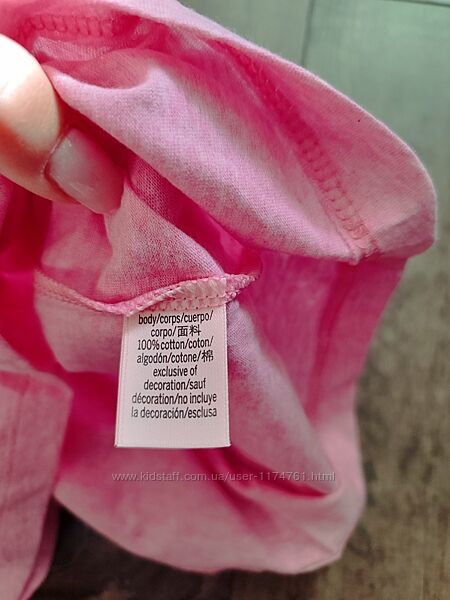 body/corps/cuerpo/
corpo/面料
100%cotton/coton/
algodón/cotone/棉
exclusive of
decoration/sauf
décoration/no incluye
la decoración/esclusa
www.kidstaff.com.ua/user-1174761.html